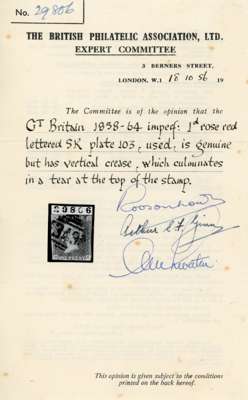 No. 29806
THE BRITISH PHILATELIC ASSOCIATION, LTD.
EXPERT COMMITTEE
3 BERNERS STREET,
LONDON, W.1 18 10 56 19
The Committee is of the opinion that the
GT Britain 1858-64 imperf: 1d rose red
lettered SK plate 103, used, is genuine
but has vertical crease, which culminates
in a tear at the top of the stamp.
29806
Arthur
This opinion is given subject to the conditions
printed on the back hereof.